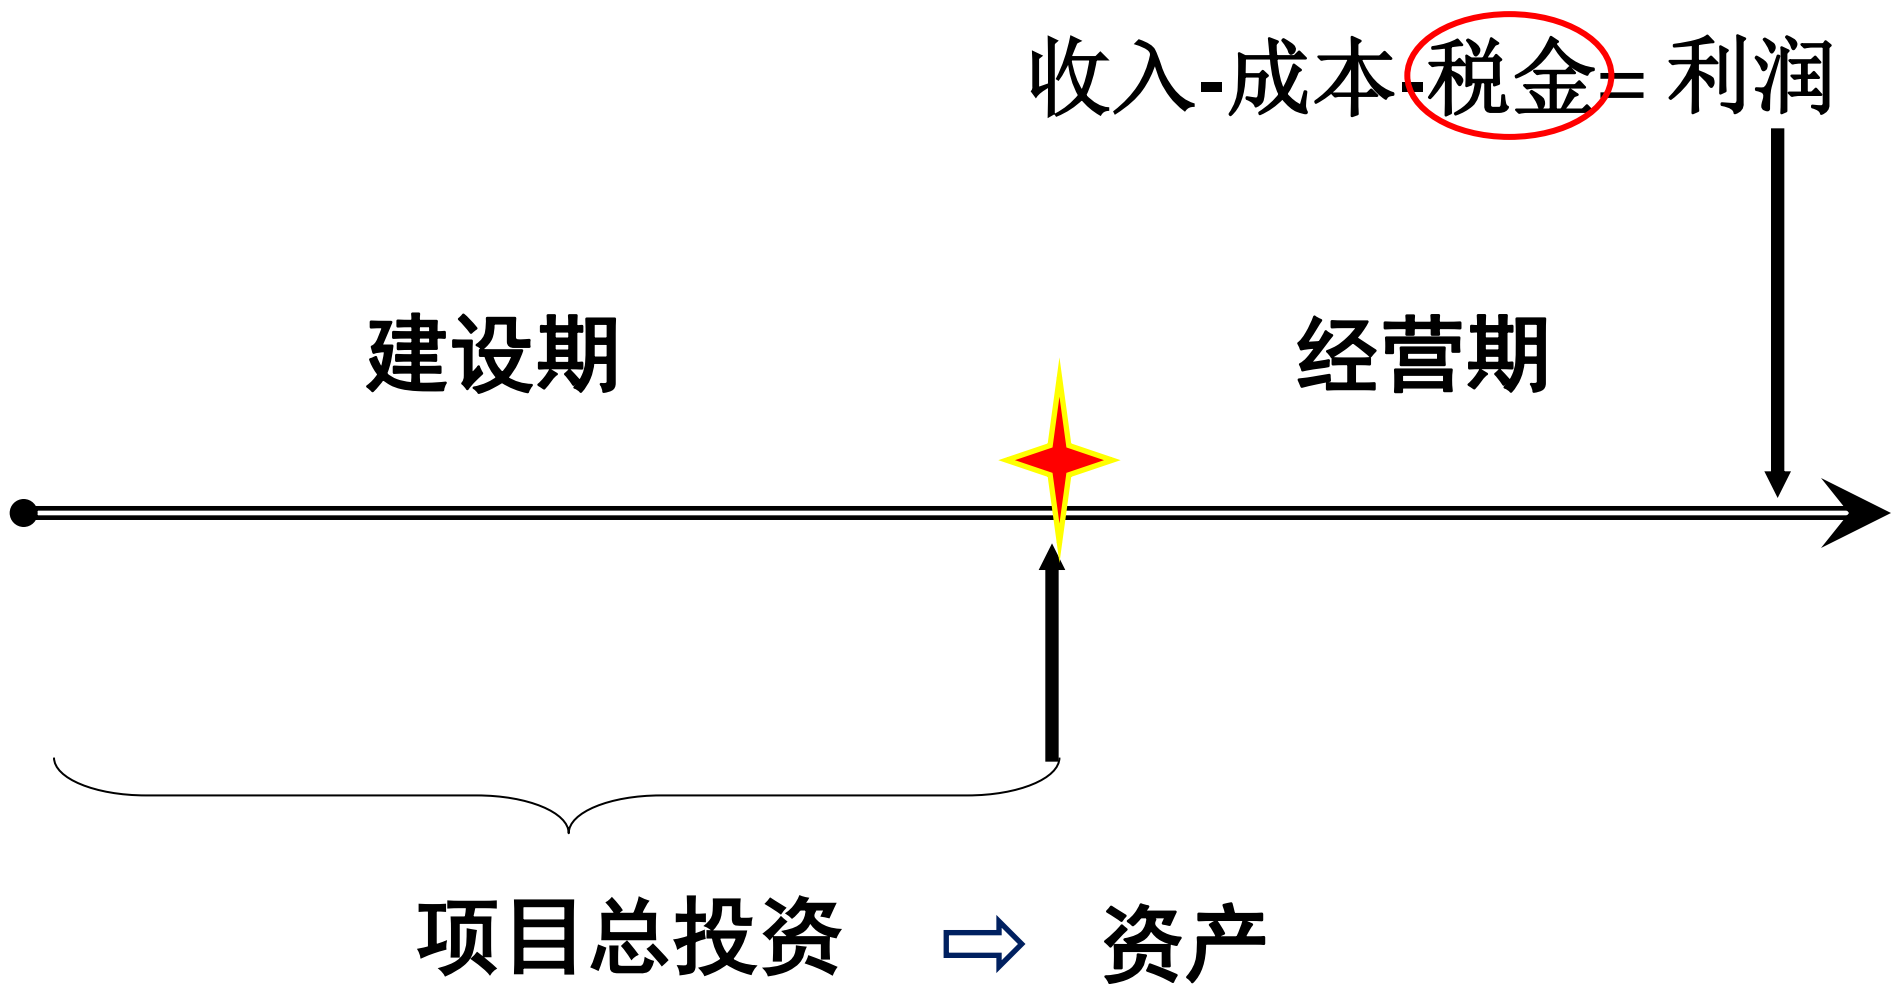 收入-成本-税金= 利润
建设期
经营期
项目总投资
资产